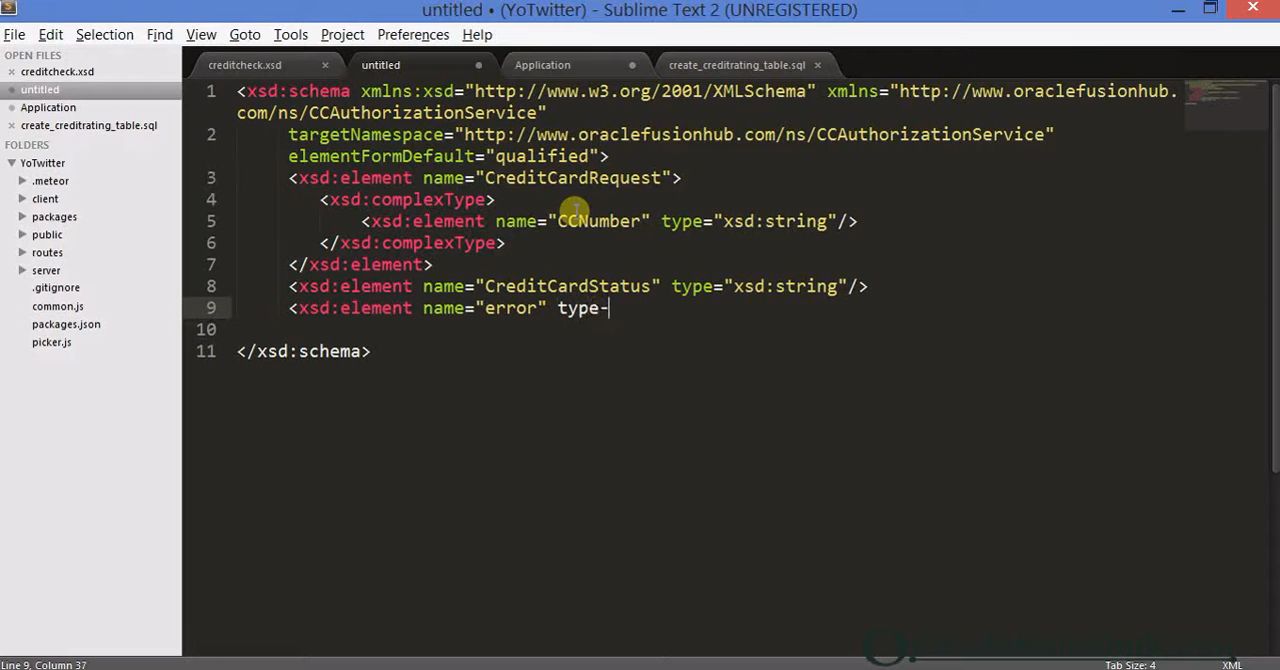 untitled • (YoTwitter) - Sublime Text 2 (UNREGISTERED)
File Edit Selection Find View Goto Tools Project Preferences Help
OPEN FILES
creditcheck.xsd
untitled
Application
create_creditrating_table.sql
FOLDERS
YoTwitter
.meteor
client
packages
public
routes
server
.gitignore
common.js
packages.json
picker.js
creditcheck.xsd untitled Application create_creditrating_table.sql
1 <xsd:schema xmlns:xsd="http://www.w3.org/2001/XMLSchema" xmlns="http://www.oraclefusionhub.
com/ns/CCAuthorizationService"
2 targetNamespace="http://www.oraclefusionhub.com/ns/CCAuthorizationService"
elementFormDefault="qualified">
3 <xsd:element name="CreditCardRequest">
4 <xsd:complexType>
5 <xsd:element name="CCNumber" type="xsd:string"/>
6 </xsd:complexType>
7 </xsd:element>
8 <xsd:element name="CreditCardStatus" type="xsd:string"/>
9 <xsd:element name="error" type-
10
11 </xsd:schema>
Line 9, Column 37
Tab Size: 4
XML